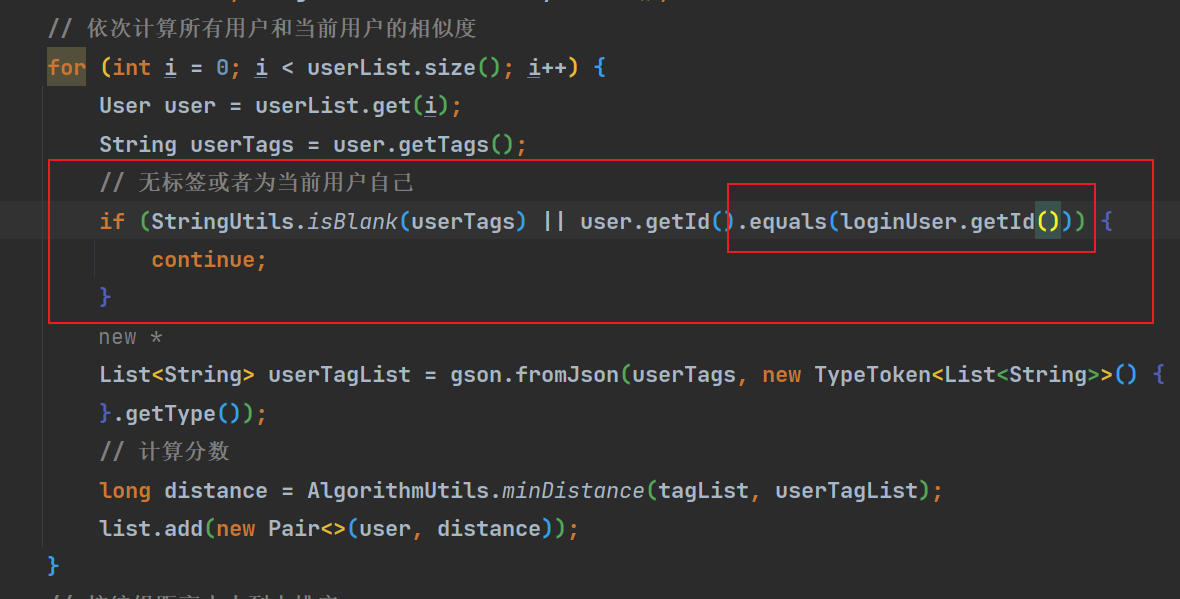 // 依次计算所有用户和当前用户的相似度
for (int i = 0; i < userList.size(); i++) {
User user = userList.get(i);
String userTags = user.getTags();
// 无标签或者为当前用户自己
if (StringUtils.isBlank(userTags) || user.getId().equals(loginUser.getId())) {
continue;
}
new *
List<String> userTagList = gson.fromJson(userTags, new TypeToken<List<String>>() {
}.getType());
// 计算分数
long distance = AlgorithmUtils.minDistance(tagList, userTagList);
list.add(new Pair<>(user, distance));
}